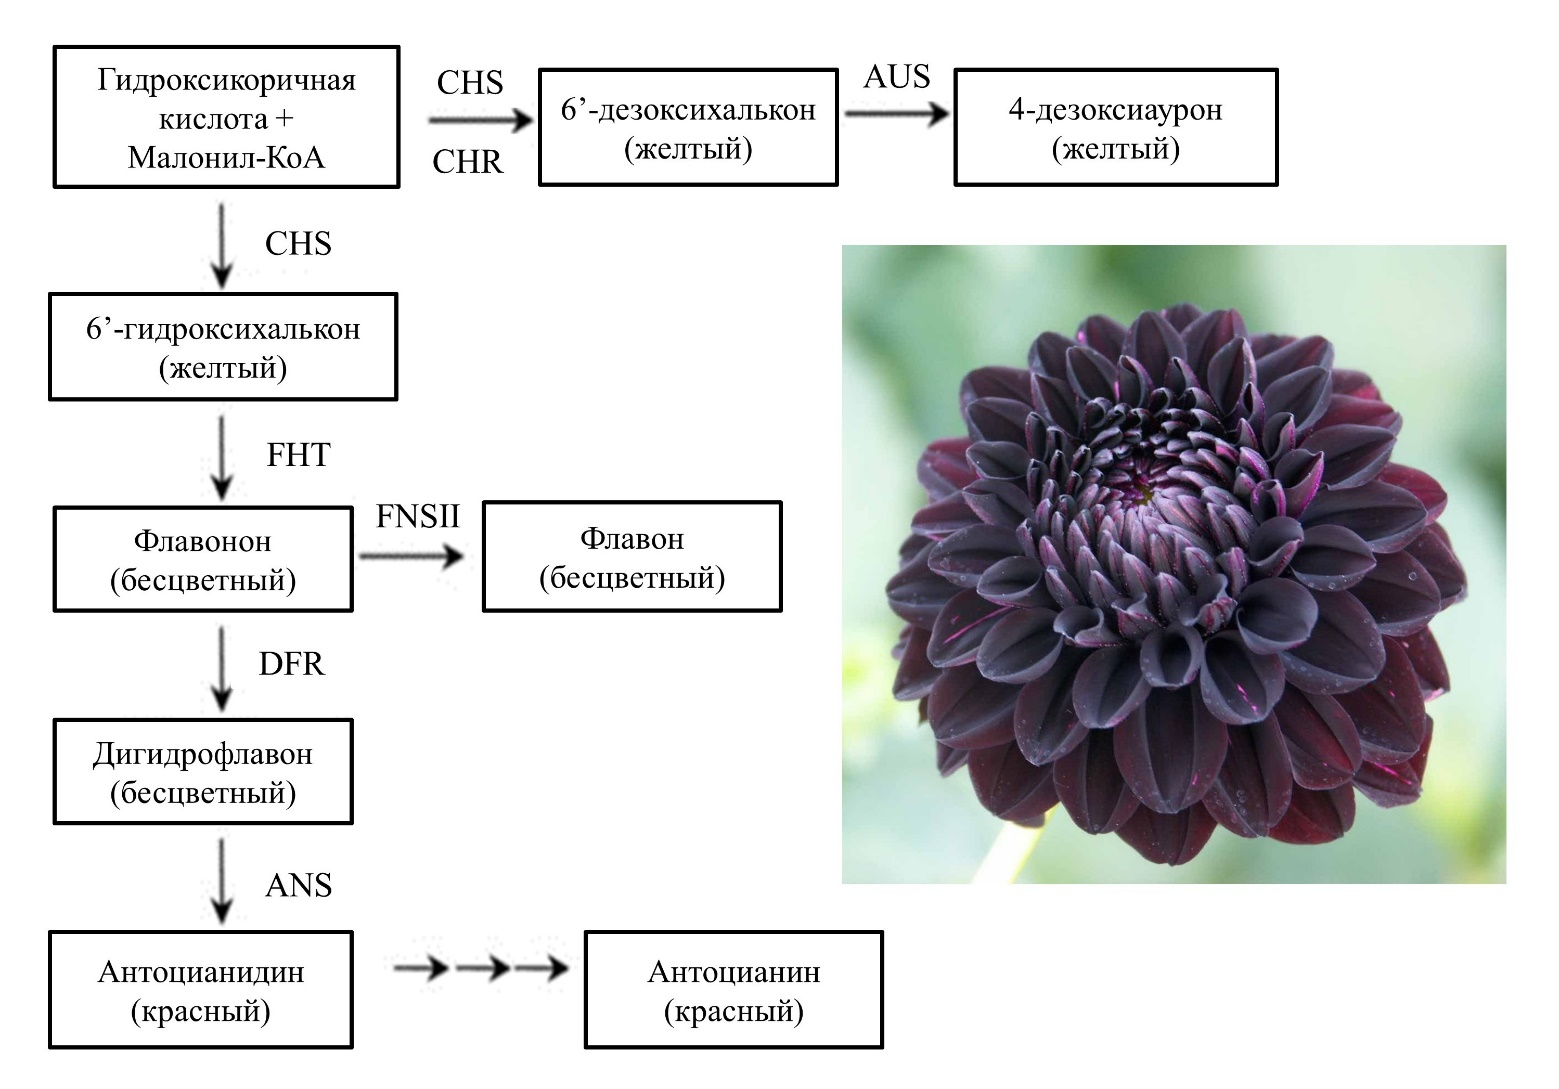 Гидроксикоричная
кислота +
Малонил-КоА
CHS
CHR
6’-дезоксихалькон
(желтый)
AUS
4-дезоксиаурон
(желтый)
CHS
6’-гидроксихалькон
(желтый)
FHT
Флавонон
(бесцветный)
FNSII
Флавон
(бесцветный)
DFR
Дигидрофлавон
(бесцветный)
ANS
Антоцианидин
(красный)
Антоцианин
(красный)